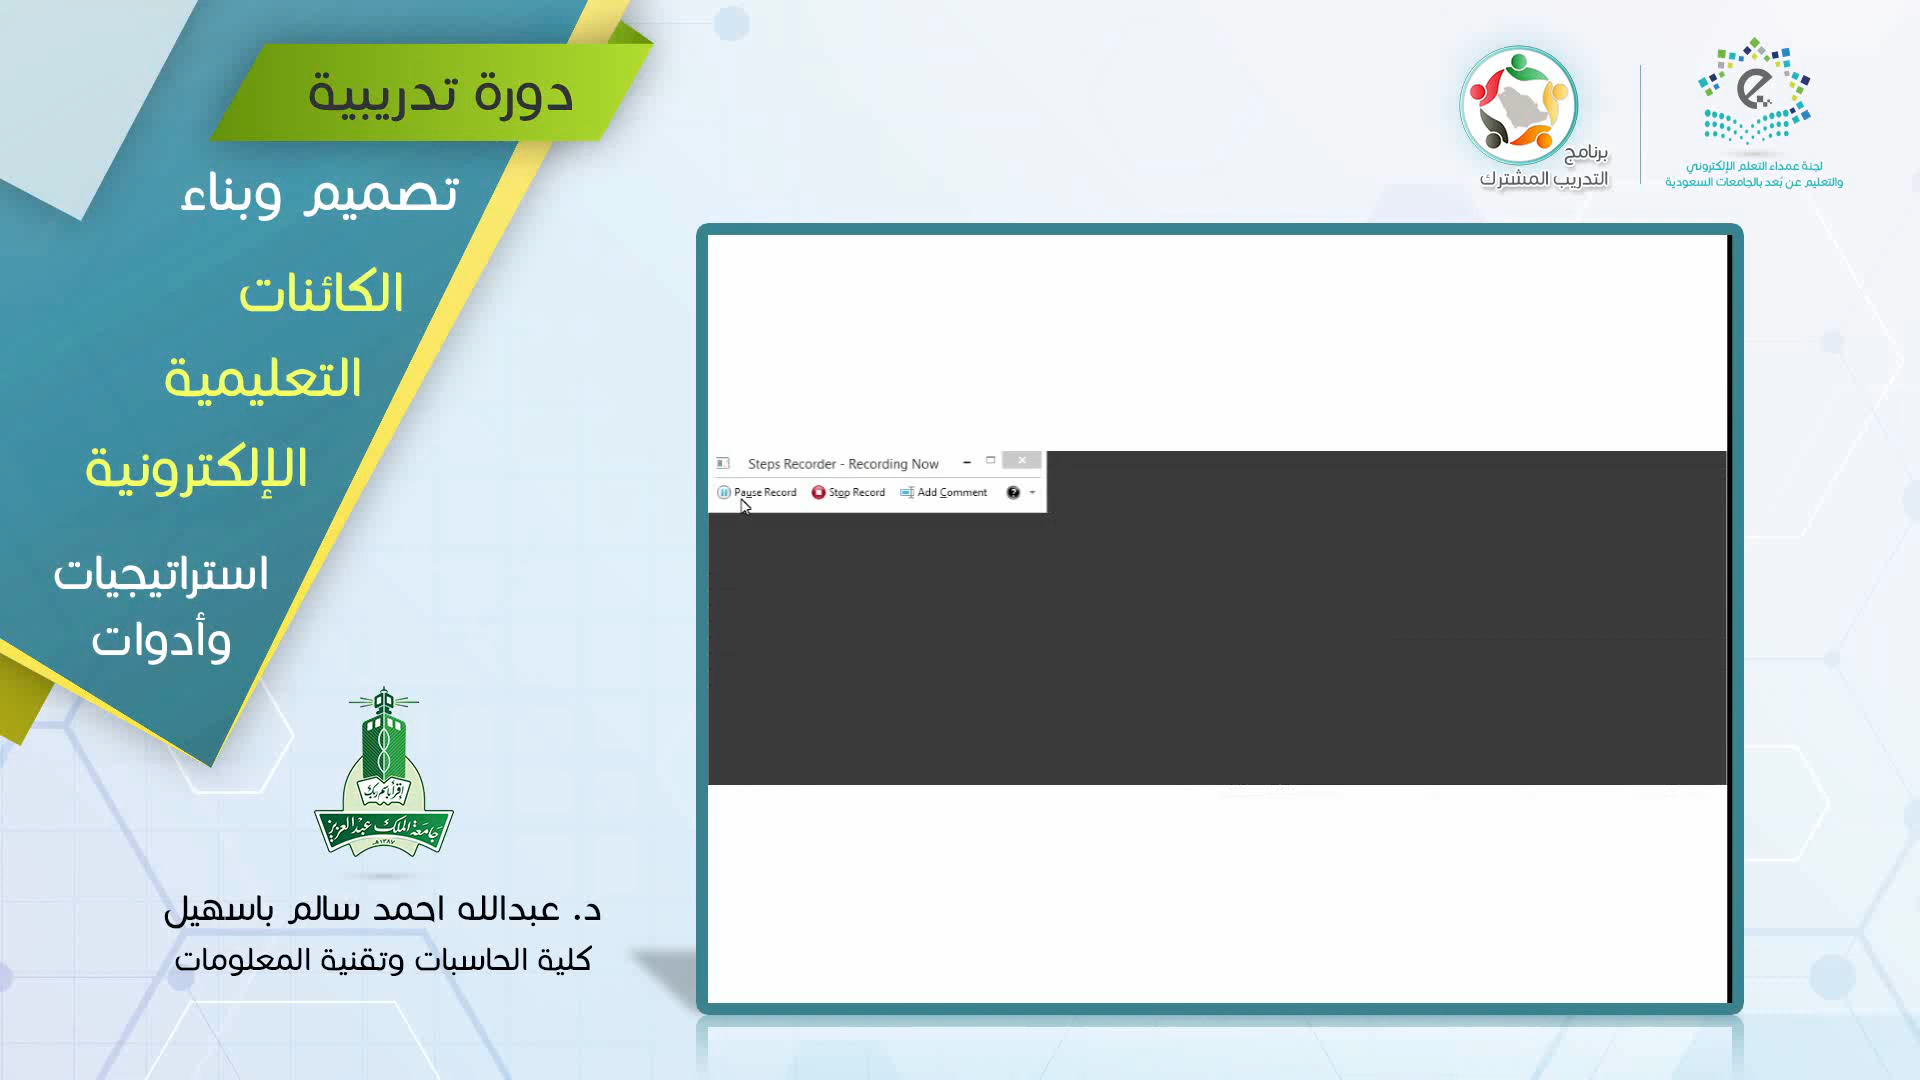 دورة تدريبية
تصميم وبناء
الكائنات
التعليمية
الإلكترونية
استراتيجيات
وأدوات
برنامج
التدريب المشترك
لجنة عمداء التعلم الإلكتروني
والتعليم عن بُعد بالجامعات السعودية
Steps Recorder - Recording Now
Pause Record Stop Record Add Comment
إقرأ باسم ربك
جامعة الملك عبدالعزيز
د. عبدالله احمد سالم باسهيل
كلية الحاسبات وتقنية المعلومات